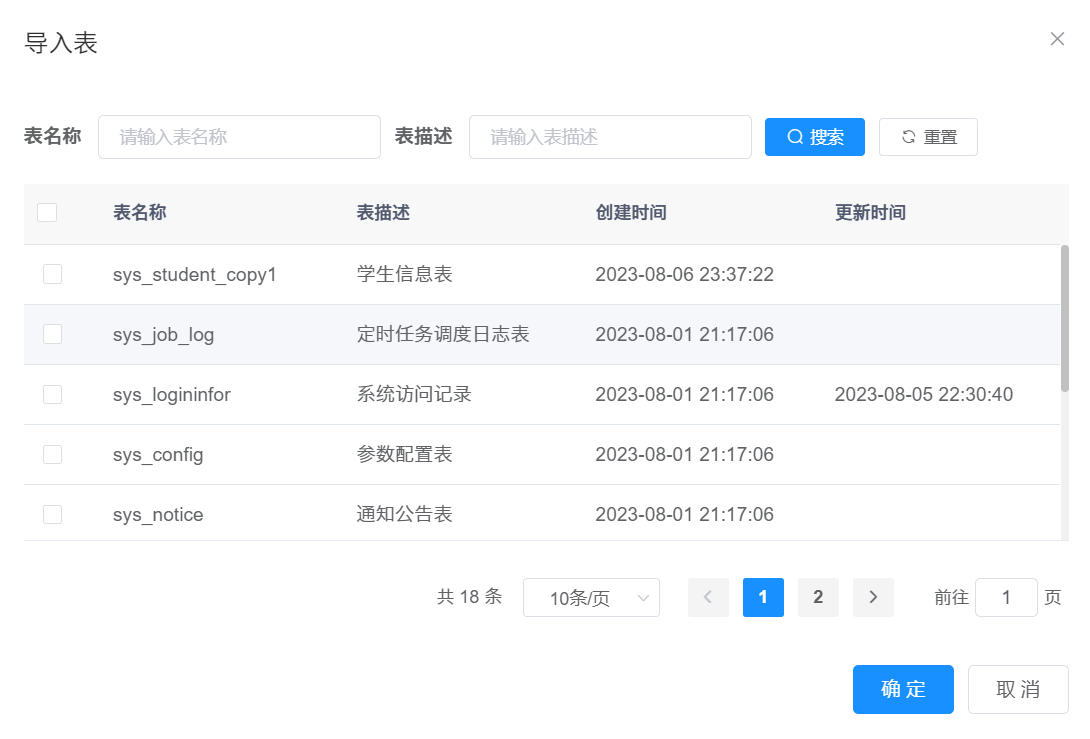 导入表
表名称 请输入表名称 表描述 请输入表描述 搜索 重置
表名称 表描述 创建时间 更新时间
sys_student_copy1 学生信息表 2023-08-06 23:37:22
sys_job_log 定时任务调度日志表 2023-08-01 21:17:06
sys_logininfor 系统访问记录 2023-08-01 21:17:06 2023-08-05 22:30:40
sys_config 参数配置表 2023-08-01 21:17:06
sys_notice 通知公告表 2023-08-01 21:17:06
共 18 条 10条/页 1 2 前往 1 页
确 定 取 消